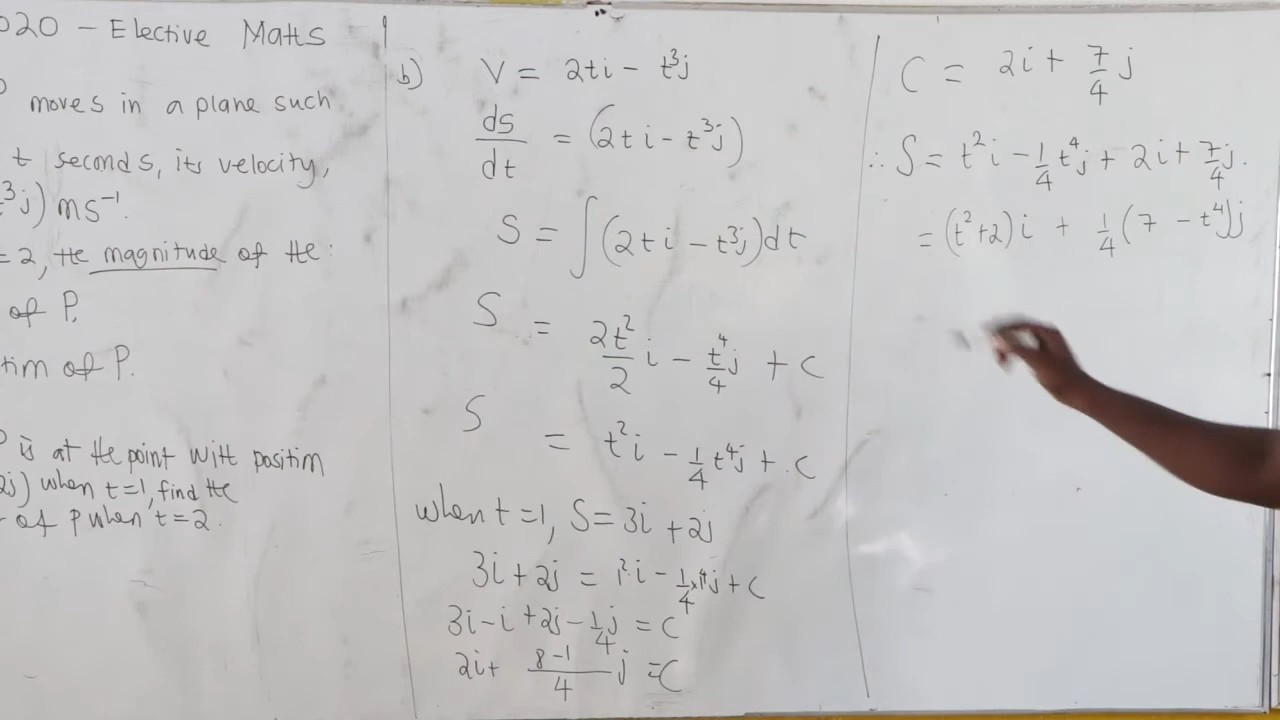 020 - Elective Maths
moves in a plane such
t seconds, its velocity,
t³j) ms⁻¹.
= 2, the magnitude of the :
of P.
tion of P.
P is at the point with position
2j) when t=1, find the
of P when t=2.
b) V = 2ti - t³j
ds/dt = (2ti - t³j)
S = ∫(2ti - t³j)dt
S = 2t²/2 i - t⁴/4 j + C
S = t²i - 1/4 t⁴j + C
when t=1, S=3i +2j
3i + 2j = 1²i - 1/4×1⁴j + C
3i - i + 2j - 1/4 j = C
2i + 8-1/4 j = C
C = 2i + 7/4 j
∴ S = t²i - 1/4 t⁴j + 2i + 7/4 j.
= (t²+2)i + 1/4(7 - t⁴)j